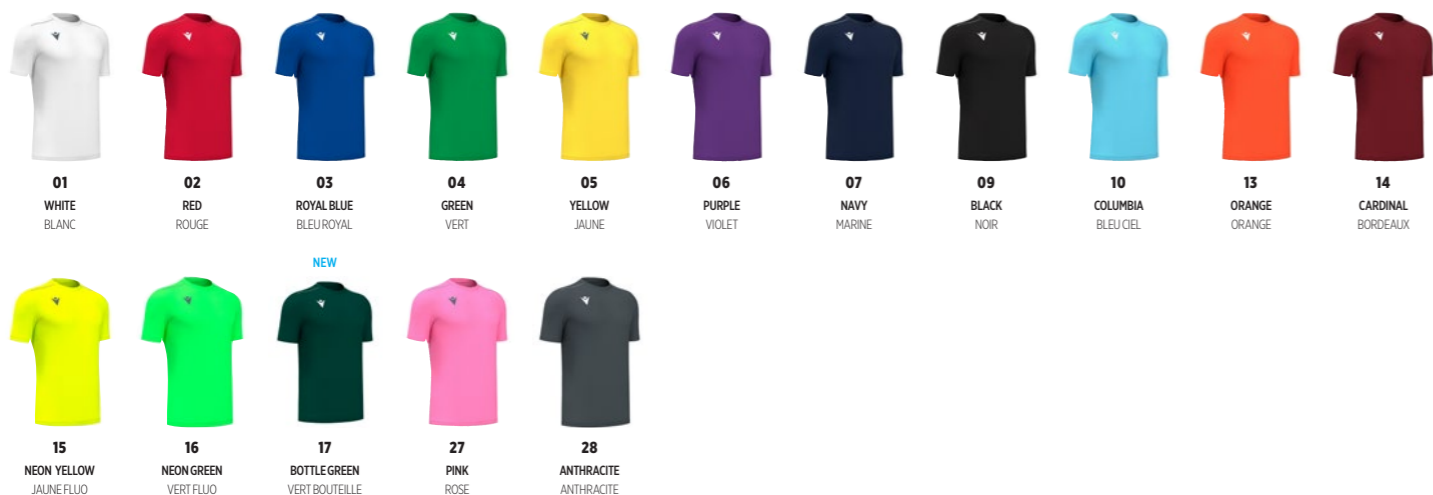 01 02 03 04 05 06 07 09 10 13 14
WHITE RED ROYAL BLUE GREEN YELLOW PURPLE NAVY BLACK COLUMBIA ORANGE CARDINAL
BLANC ROUGE BLEU ROYAL VERT JAUNE VIOLET MARINE NOIR BLEU CIEL ORANGE BORDEAUX
NEW
15 16 17 27 28
NEON YELLOW NEON GREEN BOTTLE GREEN PINK ANTHRACITE
JAUNE FLUO VERT FLUO VERT BOUTEILLE ROSE ANTHRACITE